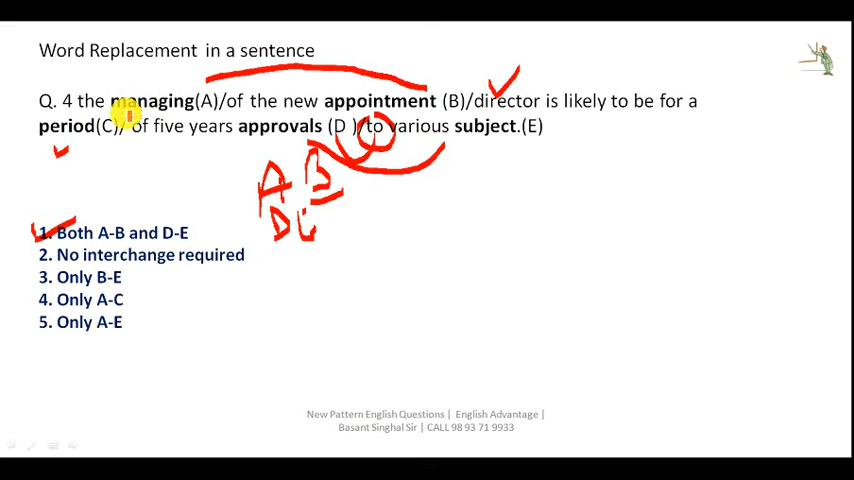 Word Replacement in a sentence
Q. 4 the managing(A)/of the new appointment (B)/director is likely to be for a
period(C)/ of five years approvals (D )/to various subject.(E)
A B
D
1. Both A-B and D-E
2. No interchange required
3. Only B-E
4. Only A-C
5. Only A-E
New Pattern English Questions | English Advantage |
Basant Singhal Sir | CALL 98 93 71 9933